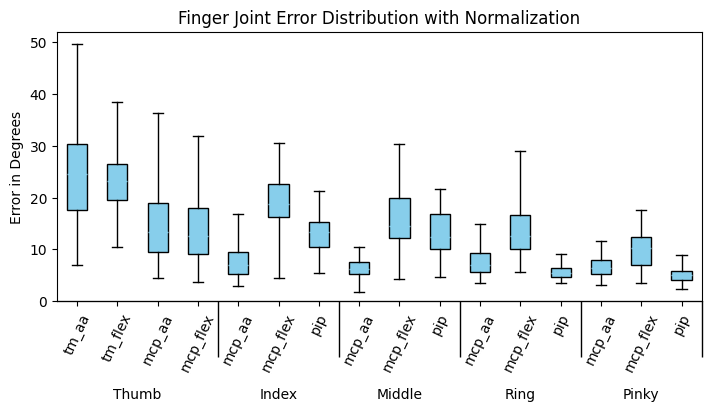 Finger Joint Error Distribution with Normalization
Error in Degrees
50
40
30
20
10
0
tm_aa
tm_flex
mcp_aa
mcp_flex
mcp_aa
mcp_flex
pip
mcp_aa
mcp_flex
pip
mcp_aa
mcp_flex
pip
mcp_aa
mcp_flex
pip
Thumb
Index
Middle
Ring
Pinky